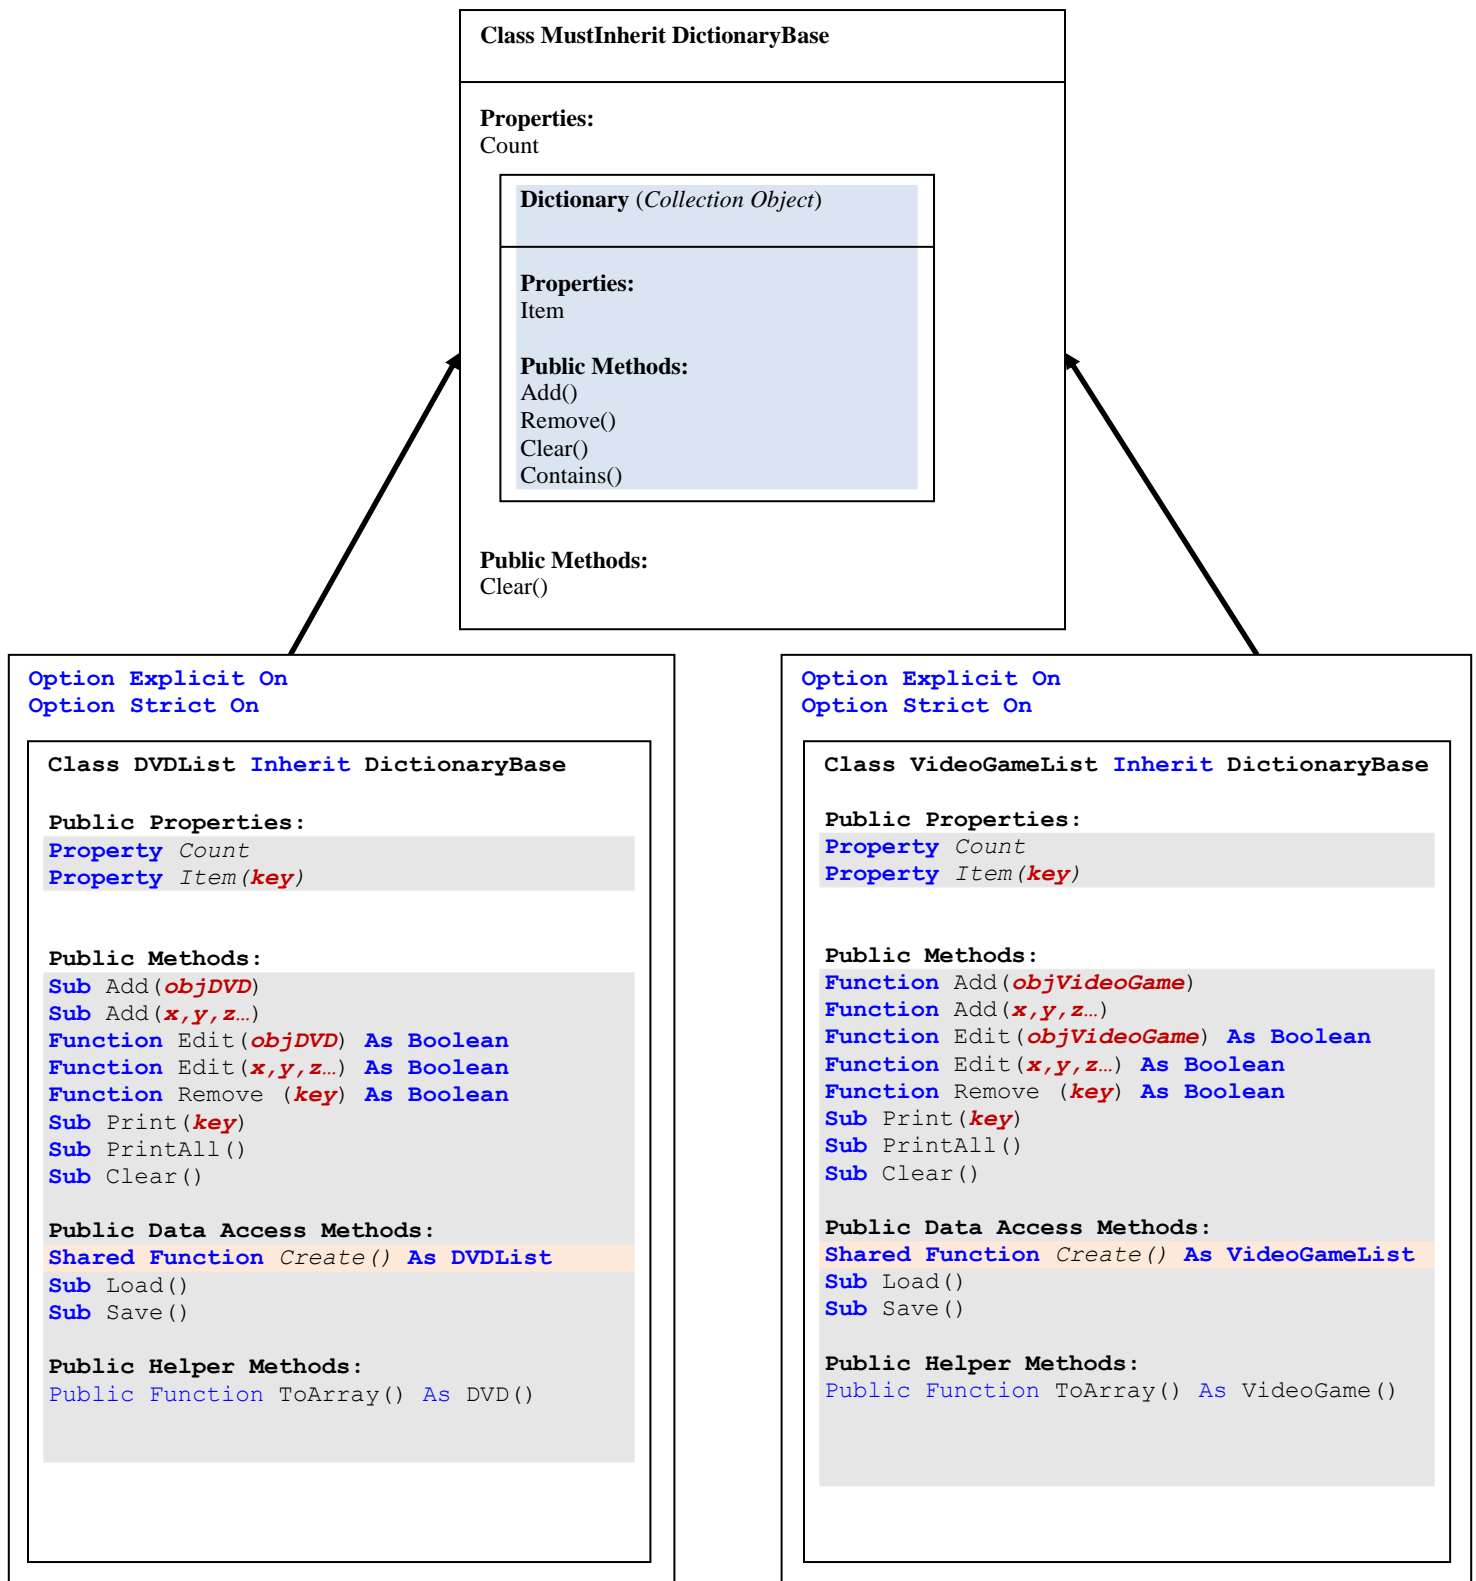 Class MustInherit DictionaryBase
Properties:
Count
Dictionary (Collection Object)
Properties:
Item
Public Methods:
Add()
Remove()
Clear()
Contains()
Public Methods:
Clear()
Option Explicit On
Option Strict On
Class DVDList Inherit DictionaryBase
Public Properties:
Property Count
Property Item(key)
Public Methods:
Sub Add(objDVD)
Sub Add(x,y,z…)
Function Edit(objDVD) As Boolean
Function Edit(x,y,z…) As Boolean
Function Remove (key) As Boolean
Sub Print(key)
Sub PrintAll()
Sub Clear()
Public Data Access Methods:
Shared Function Create() As DVDList
Sub Load()
Sub Save()
Public Helper Methods:
Public Function ToArray() As DVD()
Option Explicit On
Option Strict On
Class VideoGameList Inherit DictionaryBase
Public Properties:
Property Count
Property Item(key)
Public Methods:
Function Add(objVideoGame)
Function Add(x,y,z…)
Function Edit(objVideoGame) As Boolean
Function Edit(x,y,z…) As Boolean
Function Remove (key) As Boolean
Sub Print(key)
Sub PrintAll()
Sub Clear()
Public Data Access Methods:
Shared Function Create() As VideoGameList
Sub Load()
Sub Save()
Public Helper Methods:
Public Function ToArray() As VideoGame()